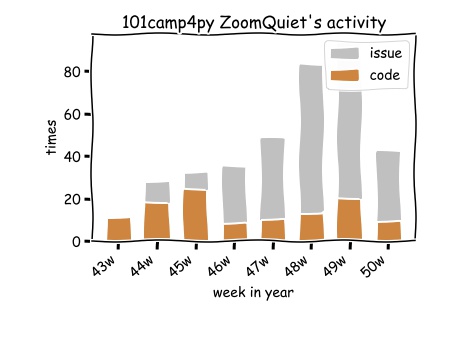 101camp4py ZoomQuiet's activity
issue
code
80
60
40
20
0
times
43w
44w
45w
46w
47w
48w
49w
50w
week in year